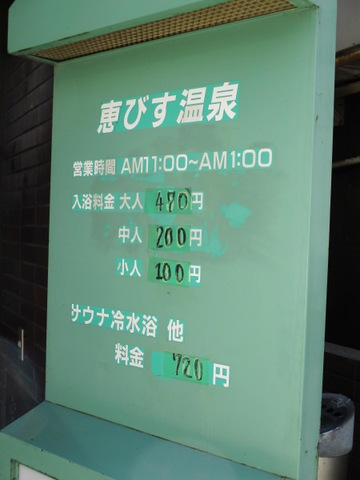 恵びす温泉
営業時間 AM11:00~AM1:00
入浴料金 大人 470円
中人 200円
小人 100円
サウナ冷水浴 他
料金 720円